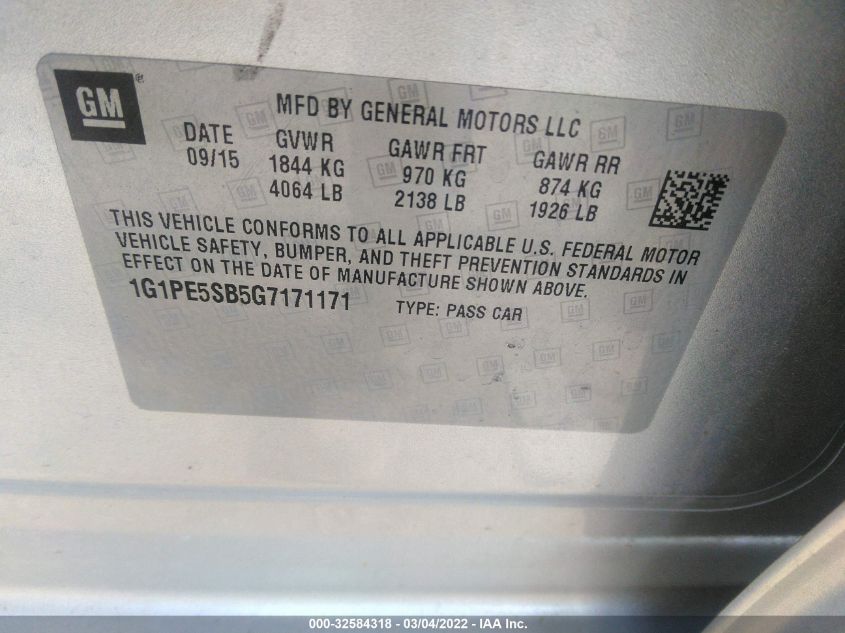 GM
MFD BY GENERAL MOTORS LLC
DATE GVWR GAWR FRT GAWR RR
09/15 1844 KG 970 KG 874 KG
4064 LB 2138 LB 1926 LB
THIS VEHICLE CONFORMS TO ALL APPLICABLE U.S. FEDERAL MOTOR
VEHICLE SAFETY, BUMPER, AND THEFT PREVENTION STANDARDS IN
EFFECT ON THE DATE OF MANUFACTURE SHOWN ABOVE.
1G1PE5SB5G7171171 TYPE: PASS CAR
000-32584318 - 03/04/2022 - IAA Inc.